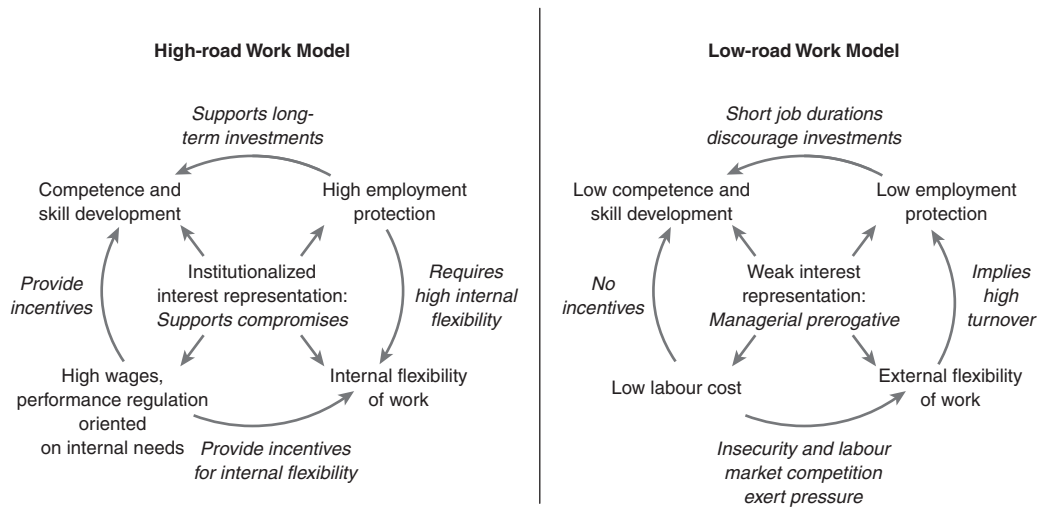 High-road Work Model
Supports long-
term investments
Competence and
skill development
High employment
protection
Provide
incentives
Institutionalized
interest representation:
Supports compromises
Requires
high internal
flexibility
High wages,
performance regulation
oriented
on internal needs
Internal flexibility
of work
Provide incentives
for internal flexibility
Low-road Work Model
Short job durations
discourage investments
Low competence and
skill development
Low employment
protection
No
incentives
Weak interest
representation:
Managerial prerogative
Implies
high
turnover
Low labour cost
External flexibility
of work
Insecurity and labour
market competition
exert pressure